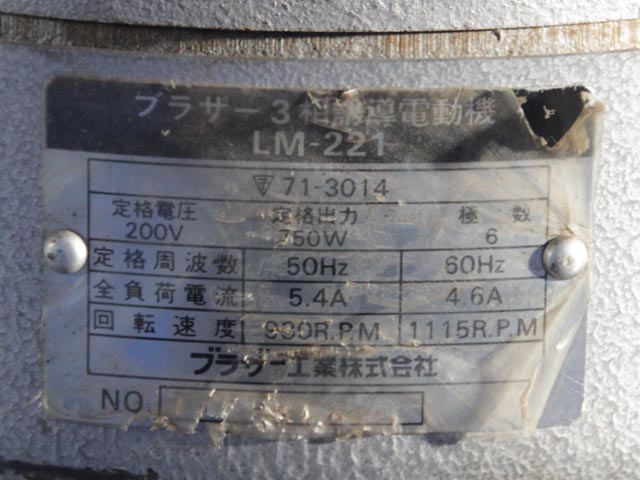 ブラザー3相誘導電動機
LM-221
▽ 71-3014
定格電圧 定格出力 極数
200V 750W 6
定格周波数 50Hz 60Hz
全負荷電流 5.4A 4.6A
回転速度 930R.P.M 1115R.P.M
ブラザー工業株式会社
NO.